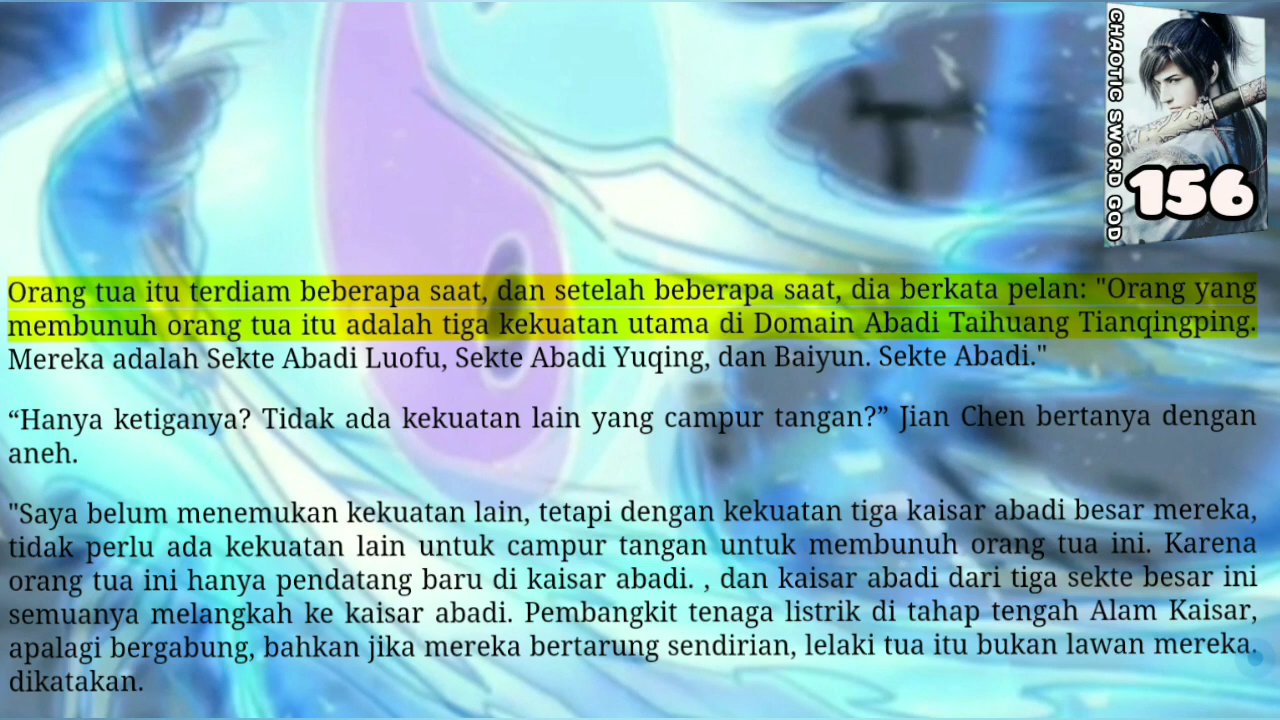 CHAOTIC SWORD GOD
156
Orang tua itu terdiam beberapa saat, dan setelah beberapa saat, dia berkata pelan: "Orang yang
membunuh orang tua itu adalah tiga kekuatan utama di Domain Abadi Taihuang Tianqingping.
Mereka adalah Sekte Abadi Luofu, Sekte Abadi Yuqing, dan Baiyun. Sekte Abadi."
“Hanya ketiganya? Tidak ada kekuatan lain yang campur tangan?” Jian Chen bertanya dengan
aneh.
"Saya belum menemukan kekuatan lain, tetapi dengan kekuatan tiga kaisar abadi besar mereka,
tidak perlu ada kekuatan lain untuk campur tangan untuk membunuh orang tua ini. Karena
orang tua ini hanya pendatang baru di kaisar abadi. , dan kaisar abadi dari tiga sekte besar ini
semuanya melangkah ke kaisar abadi. Pembangkit tenaga listrik di tahap tengah Alam Kaisar,
apalagi bergabung, bahkan jika mereka bertarung sendirian, lelaki tua itu bukan lawan mereka.
dikatakan.